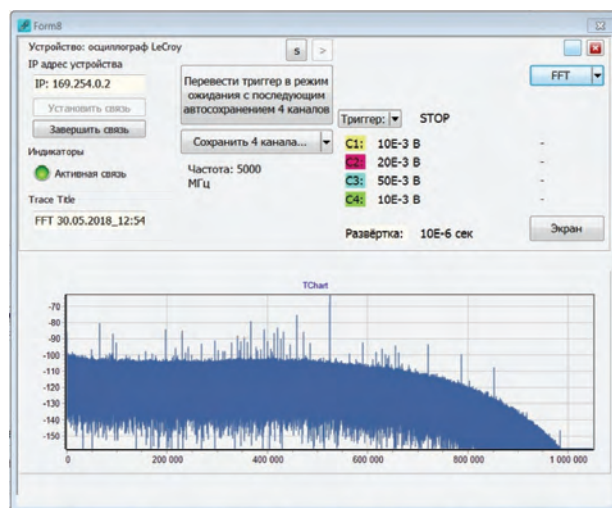 Form8
Устройство: осциллограф LeCroy
s
>
IP адрес устройства
IP: 169.254.0.2
Установить связь
Завершить связь
Индикаторы
Активная связь
Trace Title
FFT 30.05.2018_12:54
Перевести триггер в режим
ожидания с последующим
автосохранением 4 каналов
Сохранить 4 канала...
Частота: 5000
МГц
FFT
Триггер:
STOP
C1: 10E-3 В -
C2: 20E-3 В -
C3: 50E-3 В -
C4: 10E-3 В -
Развёртка: 10E-6 сек
Экран
TChart
-70
-80
-90
-100
-110
-120
-130
-140
-150
0 200 000 400 000 600 000 800 000 1 000 000